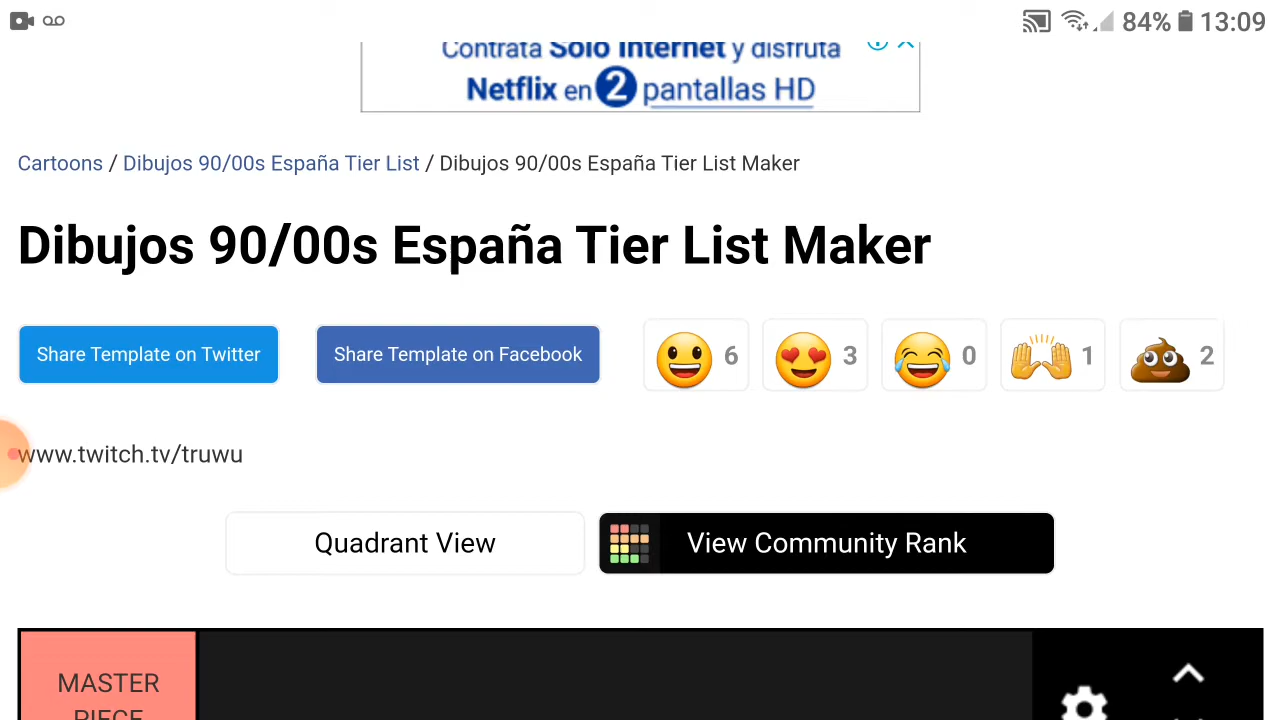 84% 13:09
Contrata Solo Internet y disfruta
Netflix en 2 pantallas HD
Cartoons / Dibujos 90/00s España Tier List / Dibujos 90/00s España Tier List Maker
Dibujos 90/00s España Tier List Maker
Share Template on Twitter Share Template on Facebook 6 3 0 1 2
www.twitch.tv/truwu
Quadrant View View Community Rank
MASTER
PIECE